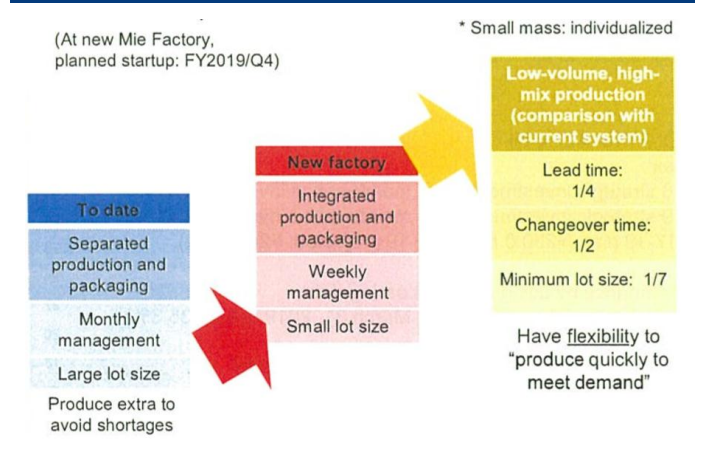 (At new Mie Factory,
planned startup: FY2019/Q4)
* Small mass: individualized
Low-volume, high-
mix production
(comparison with
current system)
Lead time:
1/4
Changeover time:
1/2
Minimum lot size: 1/7
Have flexibility to
“produce quickly to
meet demand”
New factory
Integrated
production and
packaging
Weekly
management
Small lot size
To date
Separated
production and
packaging
Monthly
management
Large lot size
Produce extra to
avoid shortages